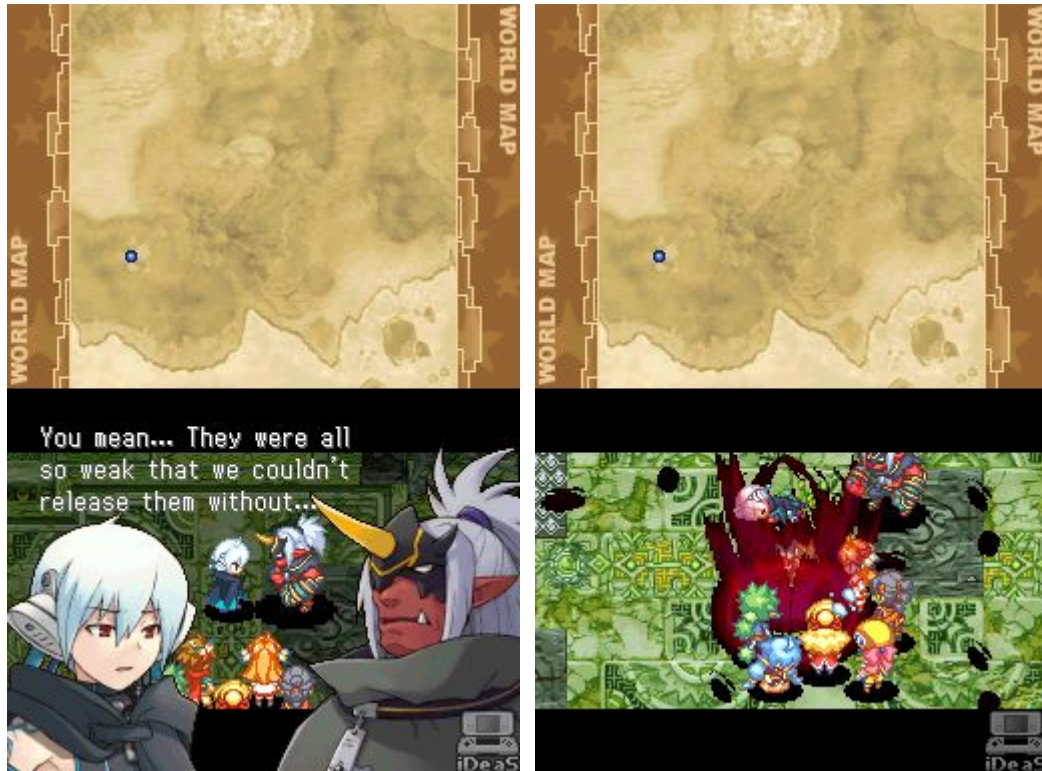 WORLD MAP
WORLD MAP
You mean... They were all
so weak that we couldn't
release them without...
iDeaS
WORLD MAP
WORLD MAP
iDeaS